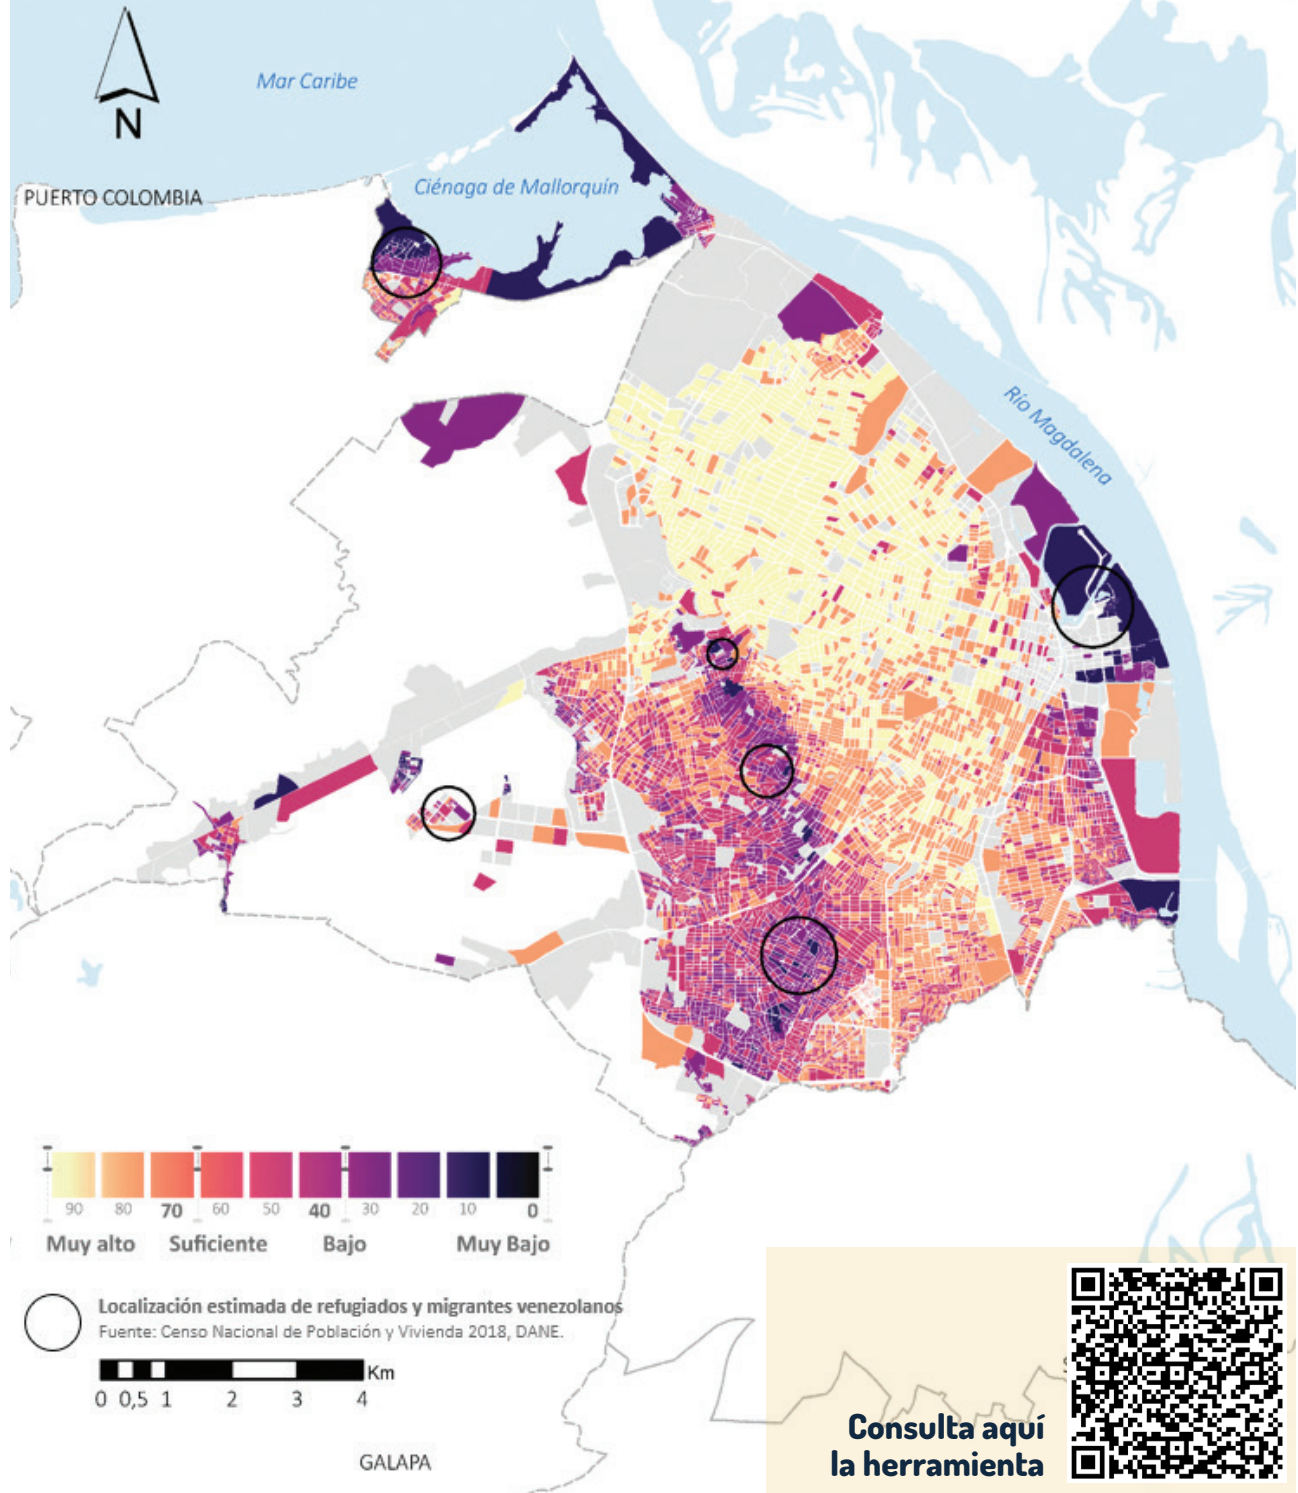 Mar Caribe
N
PUERTO COLOMBIA
Ciénaga de Mallorquín
Río Magdalena
90 80 70 60 50 40 30 20 10 0
Muy alto Suficiente Bajo Muy Bajo
Localización estimada de refugiados y migrantes venezolanos
Fuente: Censo Nacional de Población y Vivienda 2018, DANE.
Km
0 0,5 1 2 3 4
GALAPA
Consulta aquí
la herramienta